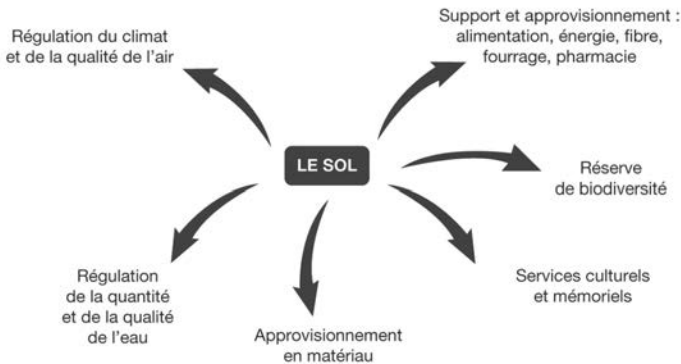 Régulation du climat
et de la qualité de l’air
Support et approvisionnement :
alimentation, énergie, fibre,
fourrage, pharmacie
LE SOL
Réserve
de biodiversité
Régulation
de la quantité
et de la qualité
de l’eau
Approvisionnement
en matériau
Services culturels
et mémoriels